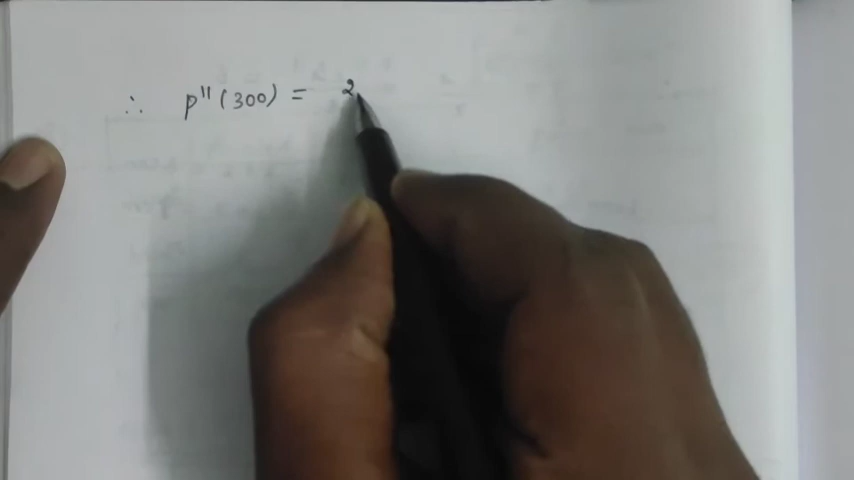 ∴ p''(300) = 2